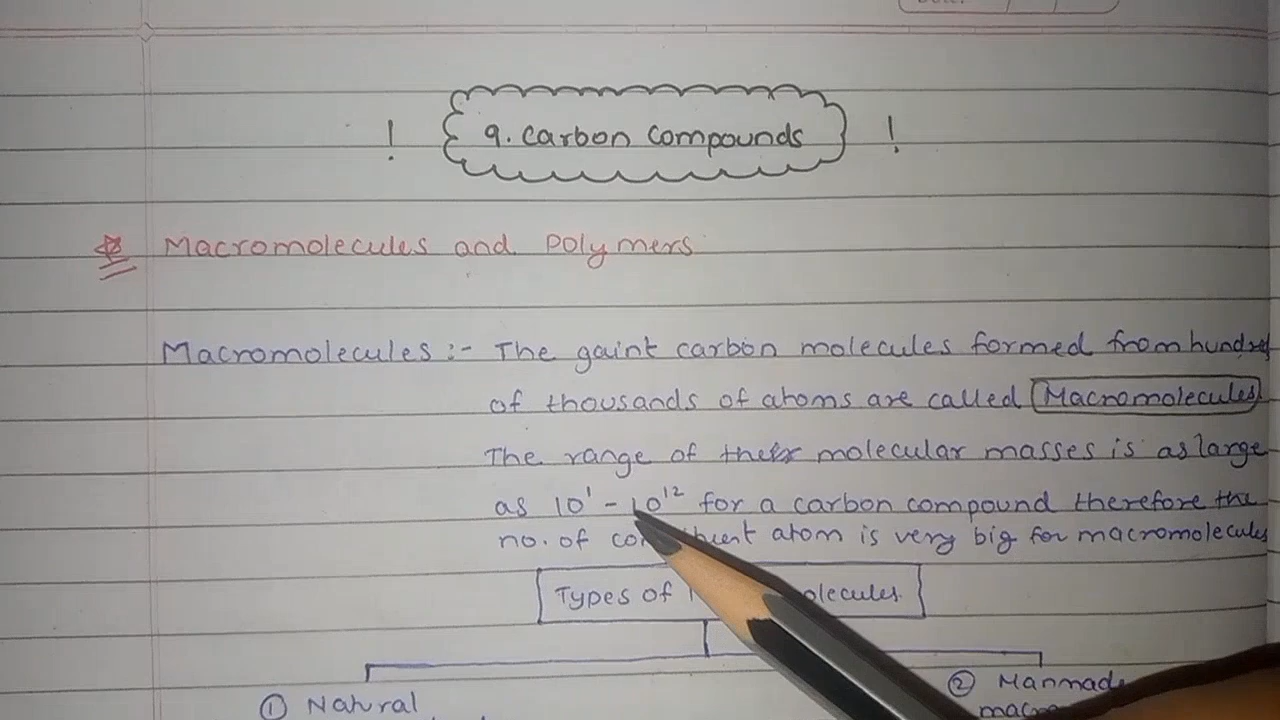 ! 9. Carbon Compounds !
Macromolecules and Polymers
Macromolecules :- The gaint carbon molecules formed from hundred
of thousands of atoms are called Macromolecules
The range of their molecular masses is as large
as 10¹ - 10¹² for a carbon compound therefore the
no. of atom is very big for macromolecules
Types of
① Natural
② Manmade